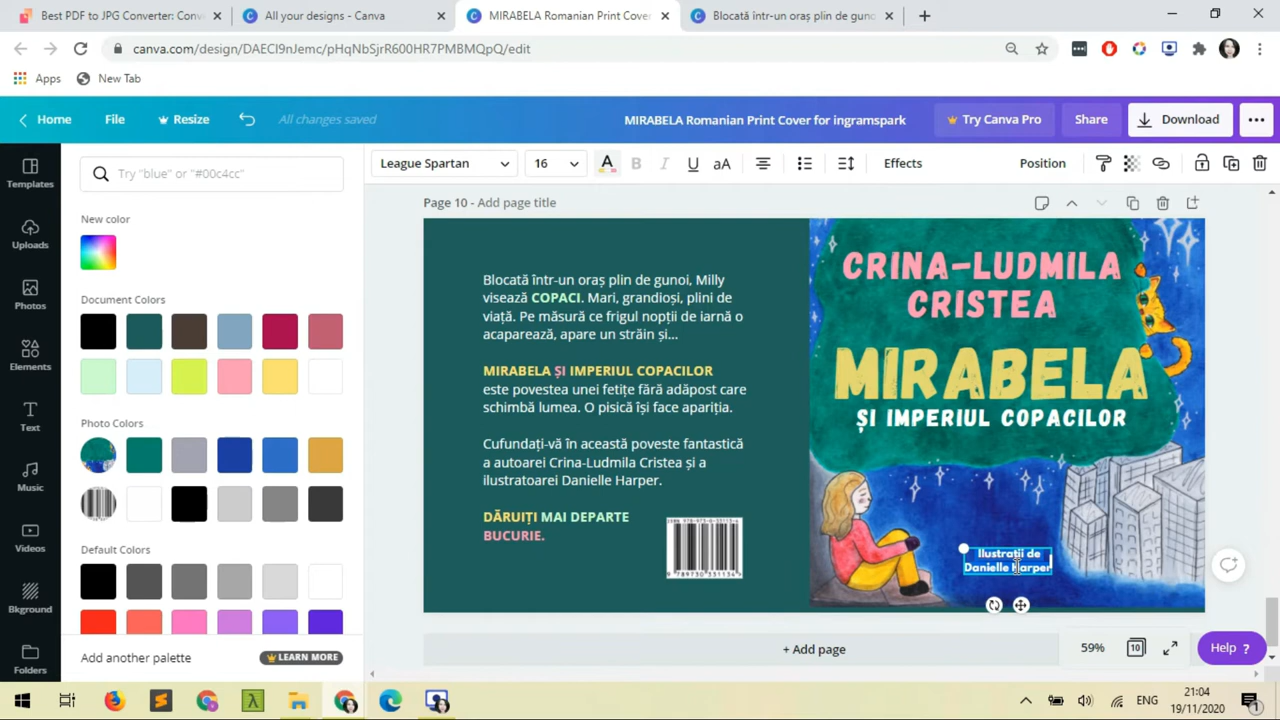 Best PDF to JPG Converter: Conv
All your designs - Canva
MIRABELA Romanian Print Cover
Blocată într-un oraș plin de gunoi
canva.com/design/DAECI9nJemc/pHqNbSjrR600HR7PMBMQpQ/edit
Apps
New Tab
Home
File
Resize
All changes saved
MIRABELA Romanian Print Cover for ingramspark
Try Canva Pro
Share
Download
Templates
Uploads
Photos
Elements
Text
Music
Videos
Bkground
Folders
Try "blue" or "#00c4cc"
New color
Document Colors
Photo Colors
Default Colors
Add another palette
LEARN MORE
League Spartan
16
A
B
I
U
aA
Effects
Position
Page 10 - Add page title
Blocată într-un oraș plin de gunoi, Milly
visează COPACI. Mari, grandioși, plini de
viață. Pe măsură ce frigul nopții de iarnă o
acaparează, apare un străin și...
MIRABELA ȘI IMPERIUL COPACILOR
este povestea unei fetițe fără adăpost care
schimbă lumea. O pisică își face apariția.
Cufundați-vă în această poveste fantastică
a autoarei Crina-Ludmila Cristea și a
ilustratoarei Danielle Harper.
DĂRUIȚI MAI DEPARTE
BUCURIE.
9789730331134
CRINA-LUDMILA
CRISTEA
MIRABELA
ȘI IMPERIUL COPACILOR
Ilustrații de
Danielle Harper
+ Add page
59%
10
Help ?
ENG
21:04
19/11/2020